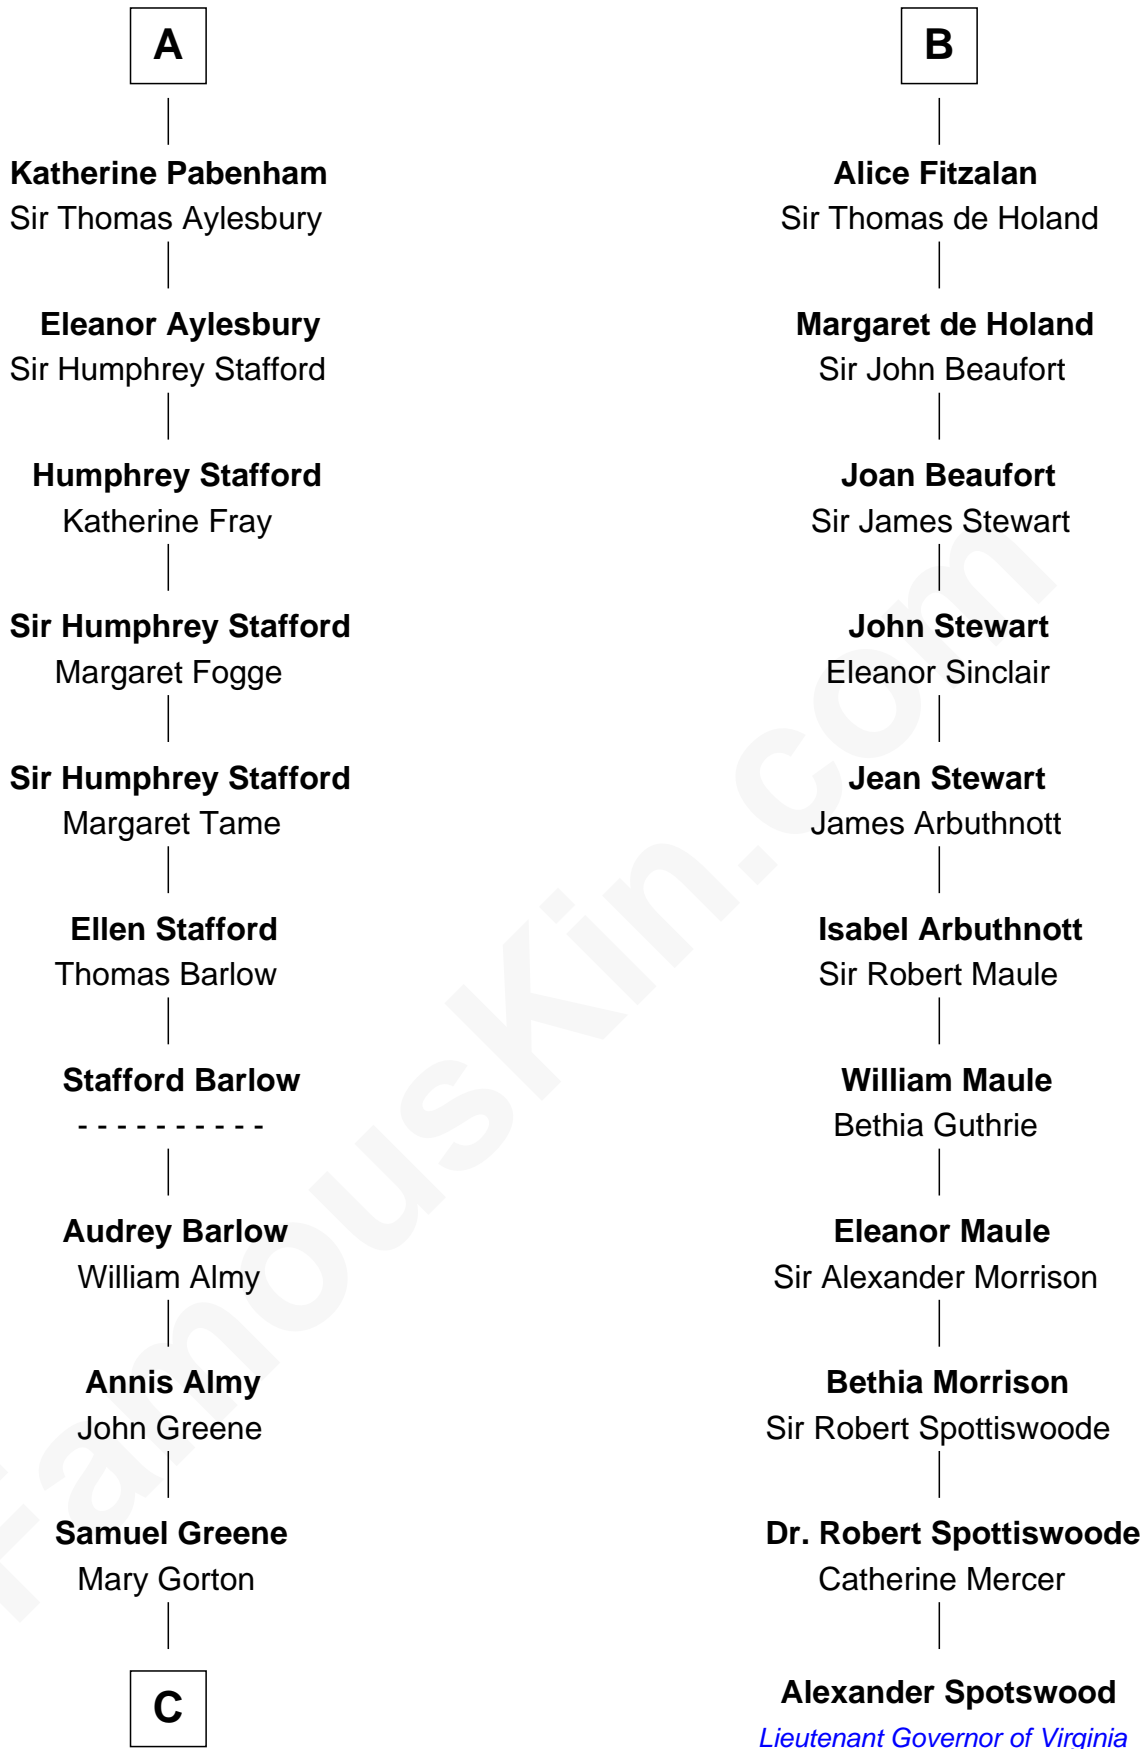 A
Katherine Pabenham
Sir Thomas Aylesbury
Eleanor Aylesbury
Sir Humphrey Stafford
Humphrey Stafford
Katherine Fray
Sir Humphrey Stafford
Margaret Fogge
Sir Humphrey Stafford
Margaret Tame
Ellen Stafford
Thomas Barlow
Stafford Barlow
- - - - - - - - - -
Audrey Barlow
William Almy
Annis Almy
John Greene
Samuel Greene
Mary Gorton
C
B
Alice Fitzalan
Sir Thomas de Holand
Margaret de Holand
Sir John Beaufort
Joan Beaufort
Sir James Stewart
John Stewart
Eleanor Sinclair
Jean Stewart
James Arbuthnott
Isabel Arbuthnott
Sir Robert Maule
William Maule
Bethia Guthrie
Eleanor Maule
Sir Alexander Morrison
Bethia Morrison
Sir Robert Spottiswoode
Dr. Robert Spottiswoode
Catherine Mercer
Alexander Spotswood
Lieutenant Governor of Virginia
FamousKin.com